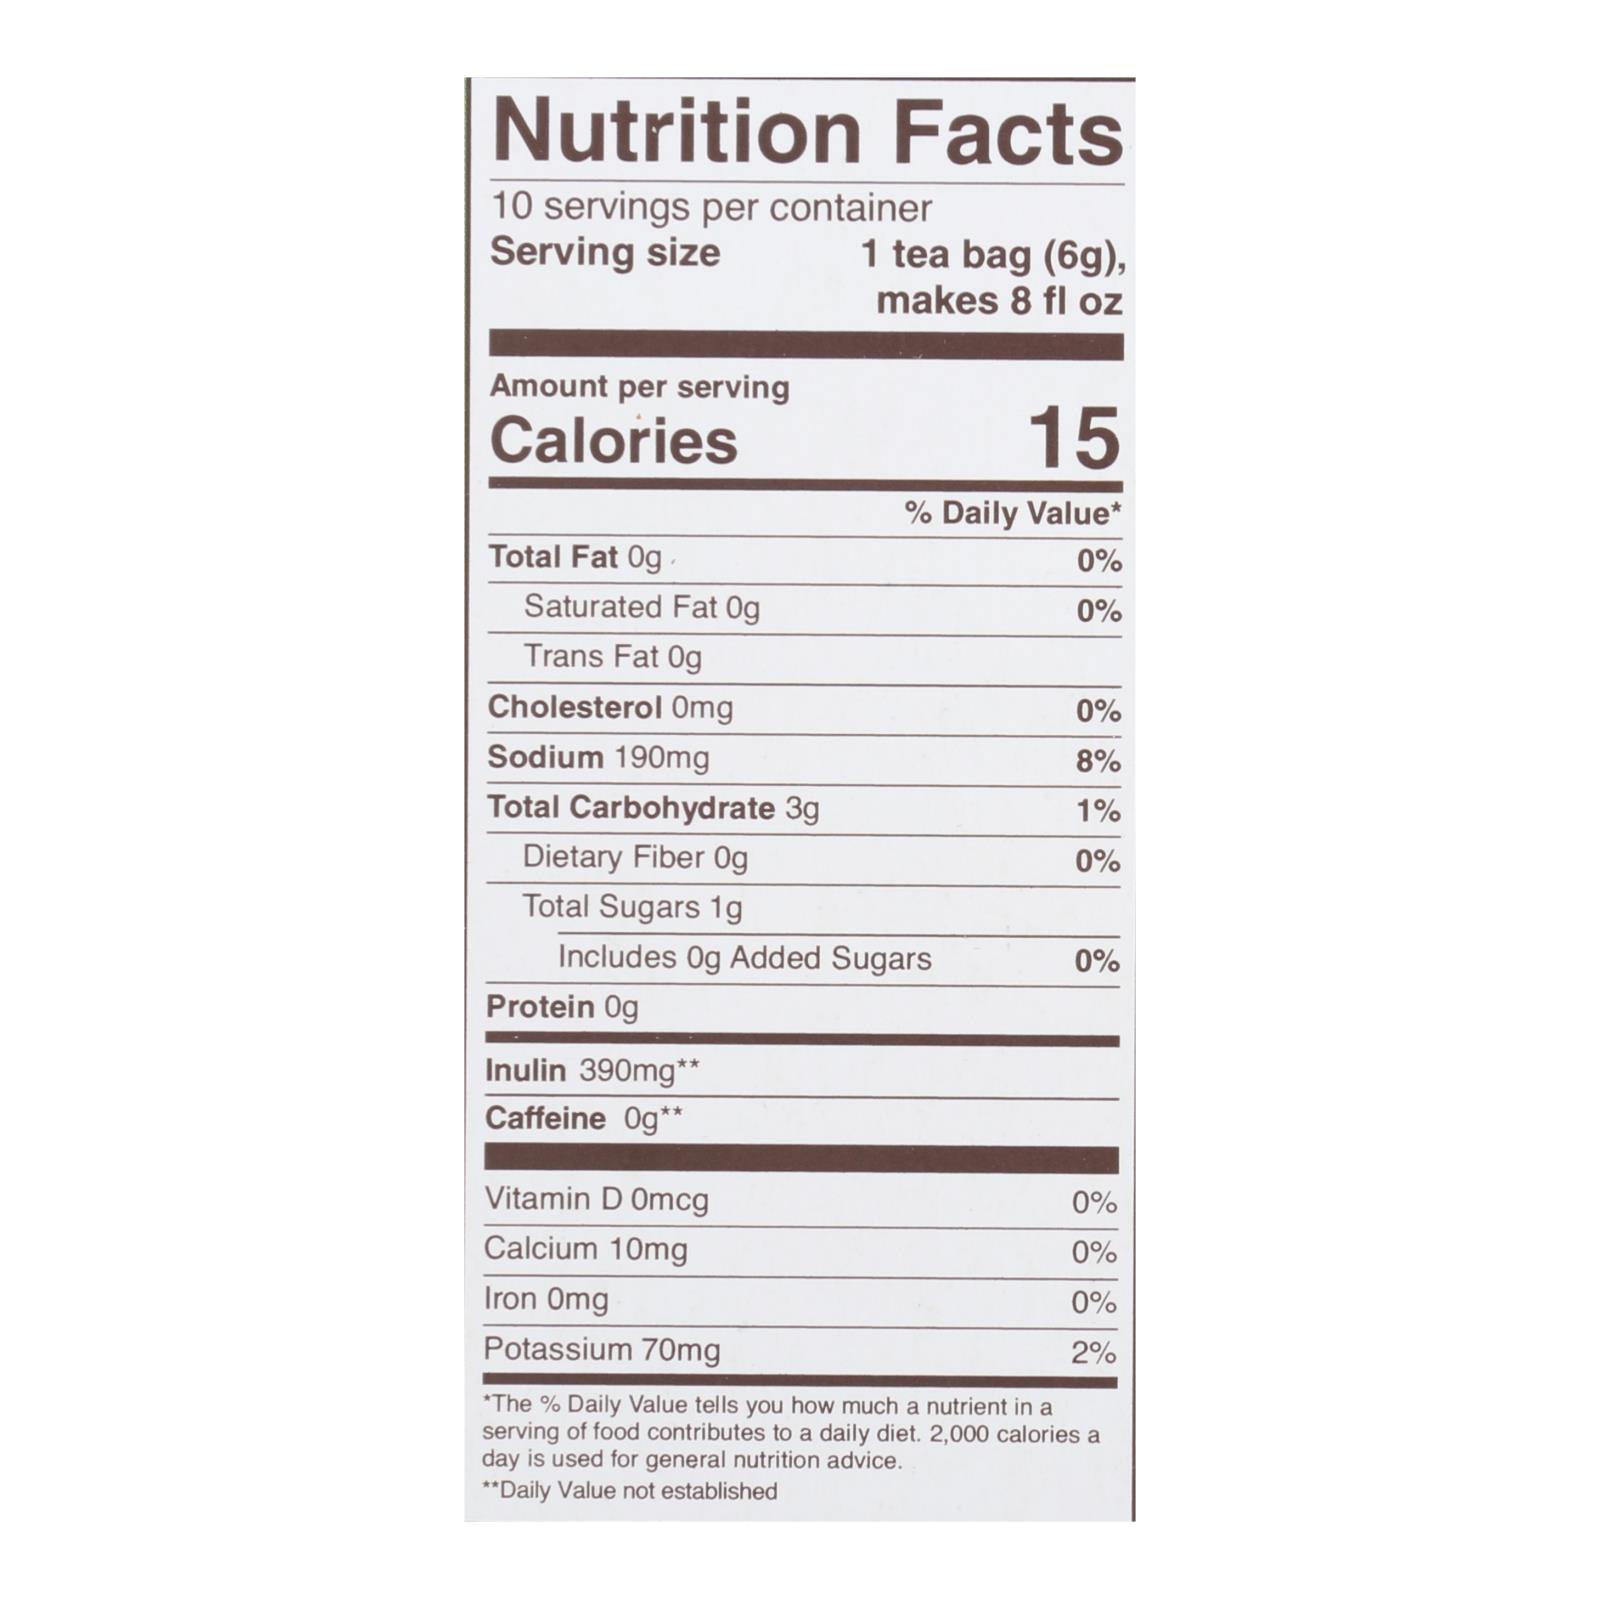 Nutrition Facts
10 servings per container
Serving size 1 tea bag (6g),
makes 8 fl oz
Amount per serving
Calories 15
% Daily Value*
Total Fat 0g 0%
Saturated Fat 0g 0%
Trans Fat 0g
Cholesterol 0mg 0%
Sodium 190mg 8%
Total Carbohydrate 3g 1%
Dietary Fiber 0g 0%
Total Sugars 1g
Includes 0g Added Sugars 0%
Protein 0g
Inulin 390mg**
Caffeine 0g**
Vitamin D 0mcg 0%
Calcium 10mg 0%
Iron 0mg 0%
Potassium 70mg 2%
*The % Daily Value tells you how much a nutrient in a
serving of food contributes to a daily diet. 2,000 calories a
day is used for general nutrition advice.
**Daily Value not established